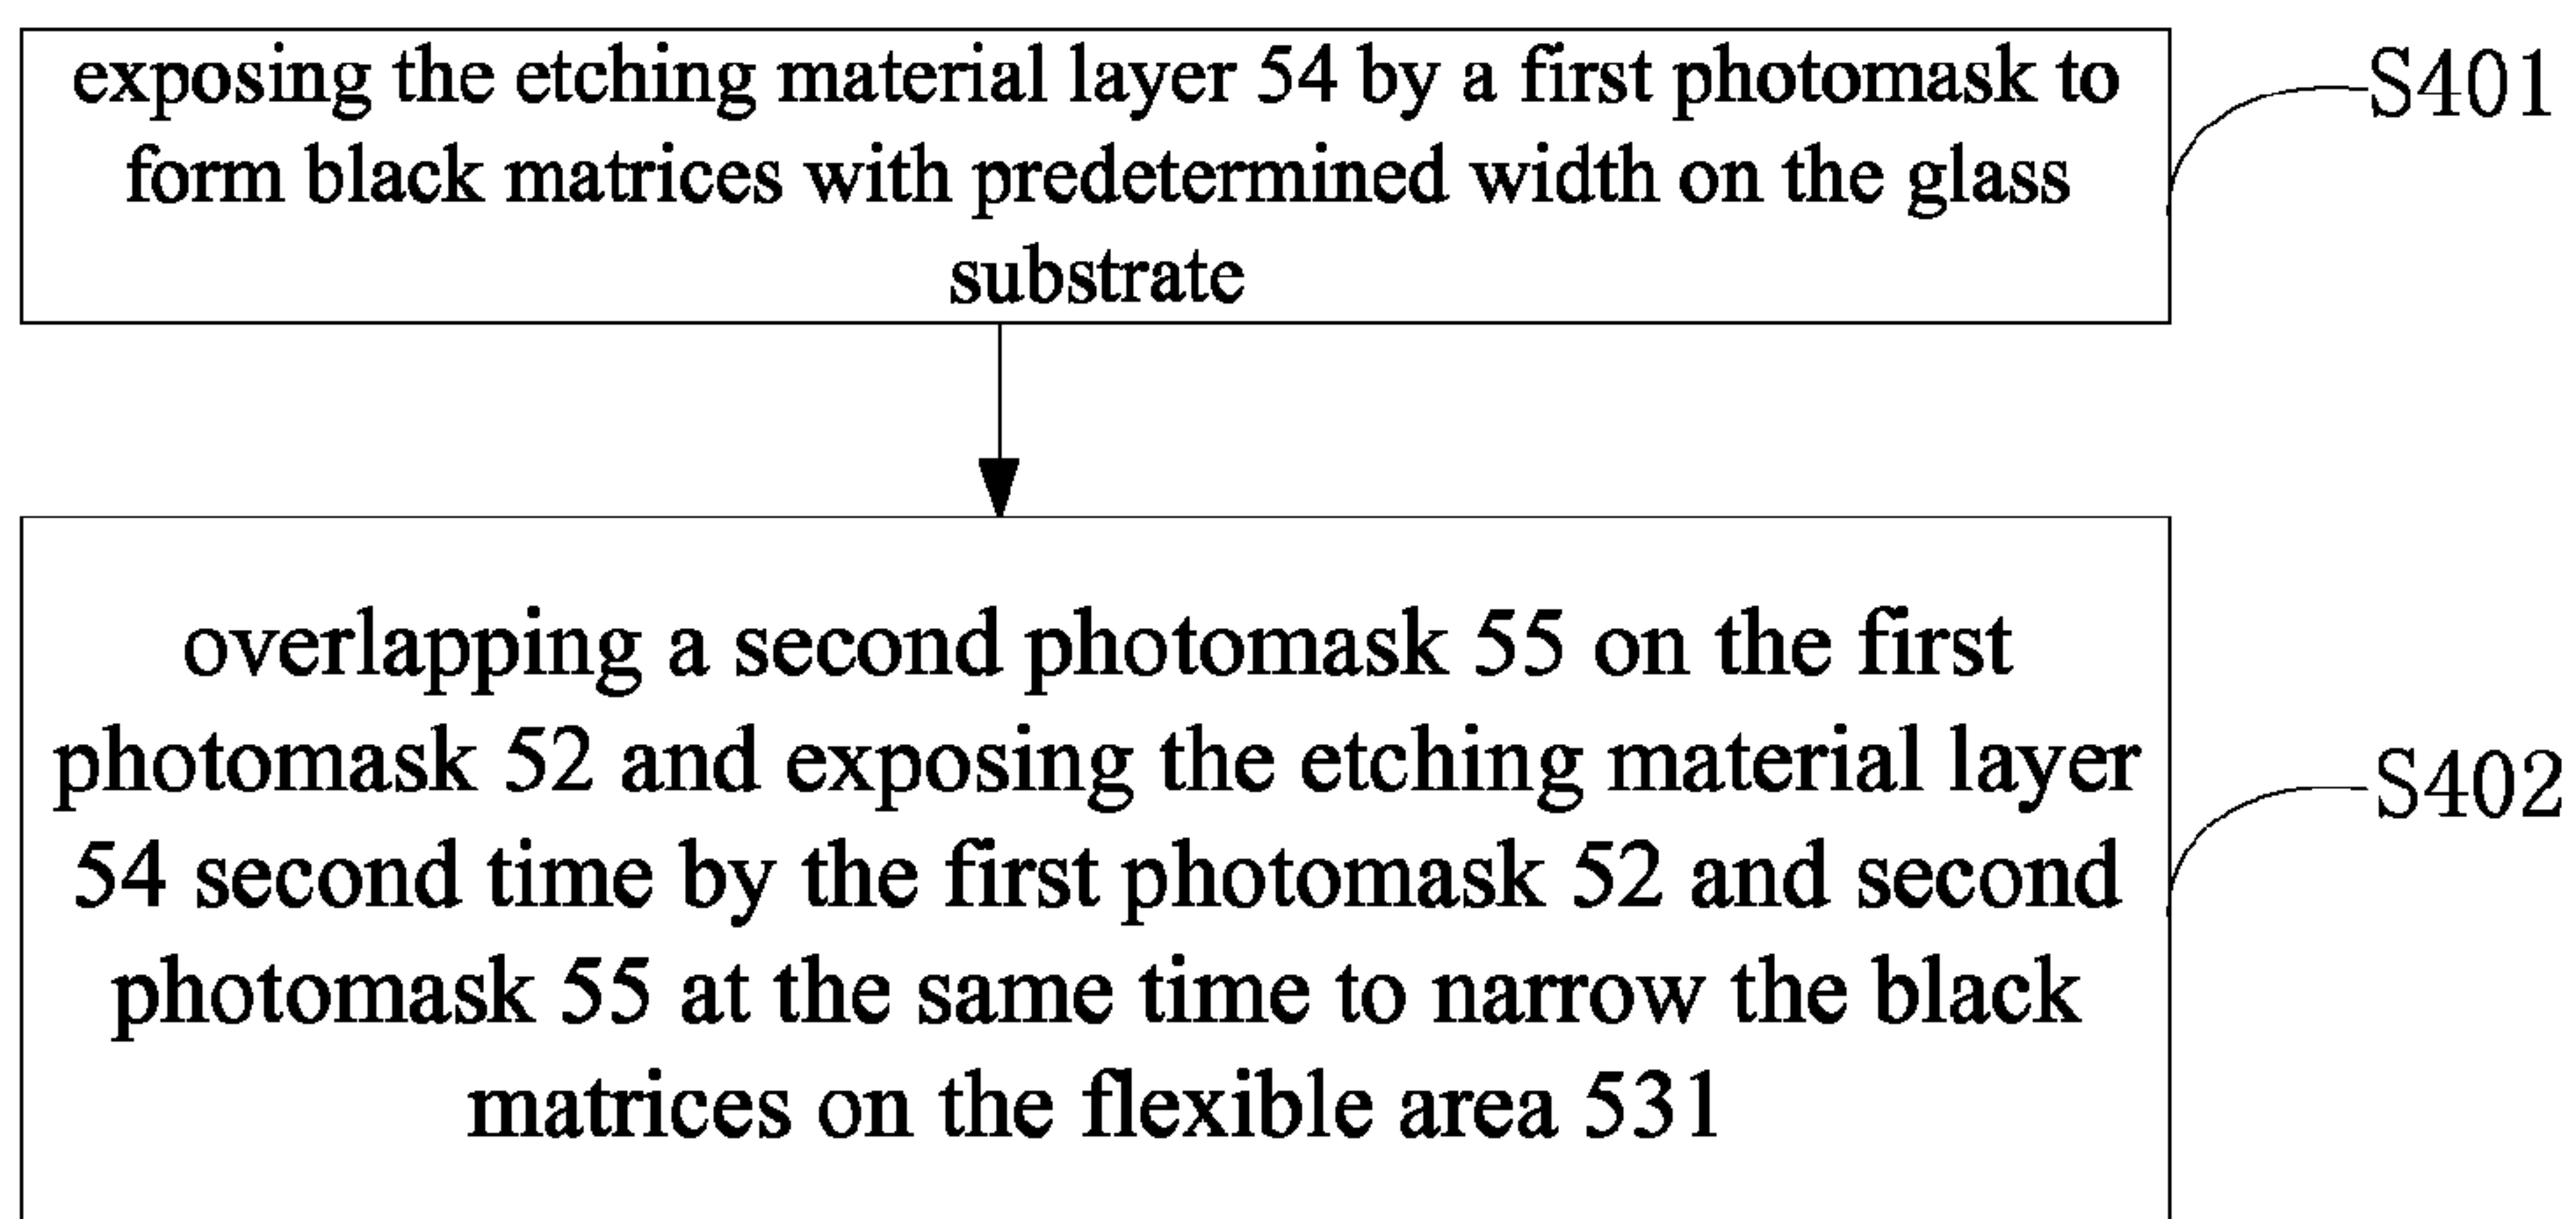 exposing the etching material layer 54 by a first photomask to
form black matrices with predetermined width on the glass
substrate
S401
overlapping a second photomask 55 on the first
photomask 52 and exposing the etching material layer
54 second time by the first photomask 52 and second
photomask 55 at the same time to narrow the black
matrices on the flexible area 531
S402